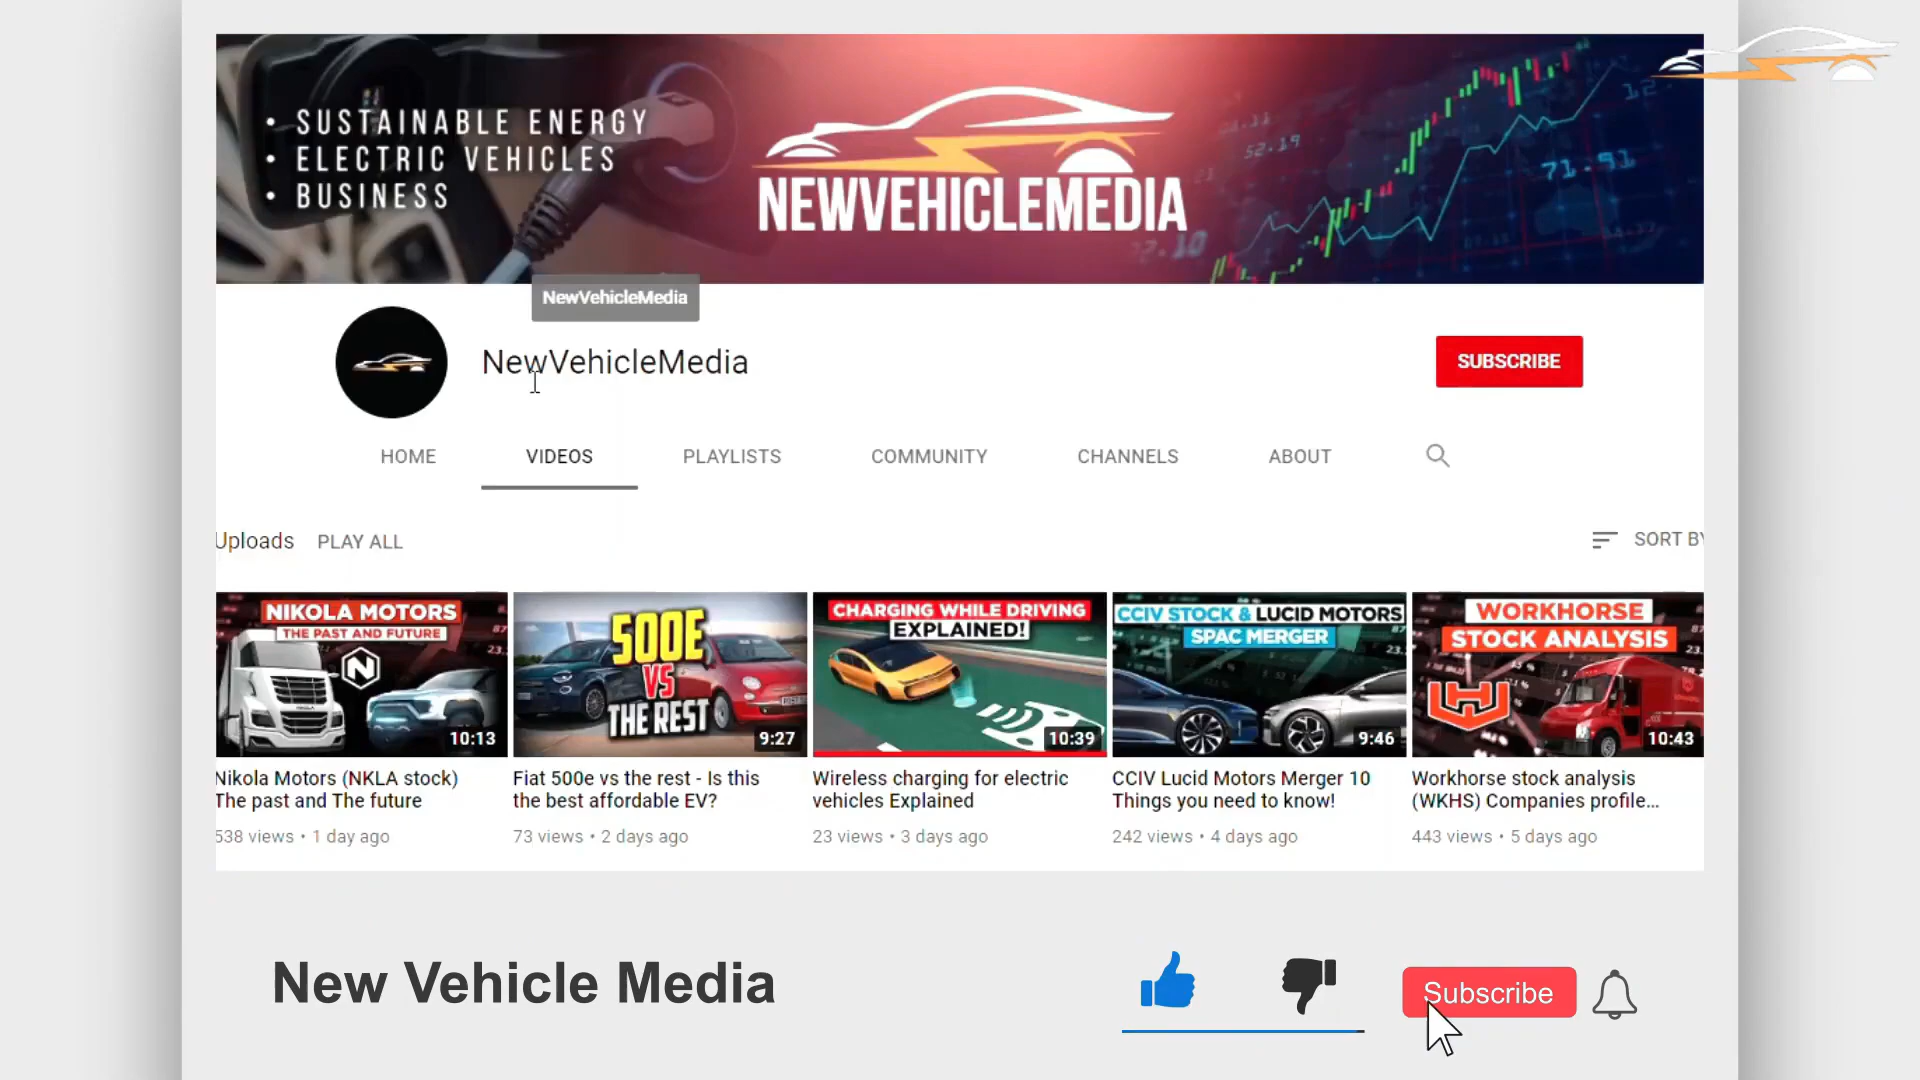 • SUSTAINABLE ENERGY
• ELECTRIC VEHICLES
• BUSINESS
NEWVEHICLEMEDIA
52.19
71.91
NewVehicleMedia
NewVehicleMedia
SUBSCRIBE
HOME
VIDEOS
PLAYLISTS
COMMUNITY
CHANNELS
ABOUT
Uploads
PLAY ALL
SORT BY
NIKOLA MOTORS
THE PAST AND FUTURE
N
10:13
500E
VS
THE REST
9:27
CHARGING WHILE DRIVING
EXPLAINED!
10:39
CCIV STOCK & LUCID MOTORS
SPAC MERGER
9:46
WORKHORSE
STOCK ANALYSIS
10:43
Nikola Motors (NKLA stock)
The past and The future
538 views • 1 day ago
Fiat 500e vs the rest - Is this
the best affordable EV?
73 views • 2 days ago
Wireless charging for electric
vehicles Explained
23 views • 3 days ago
CCIV Lucid Motors Merger 10
Things you need to know!
242 views • 4 days ago
Workhorse stock analysis
(WKHS) Companies profile...
443 views • 5 days ago
New Vehicle Media
Subscribe